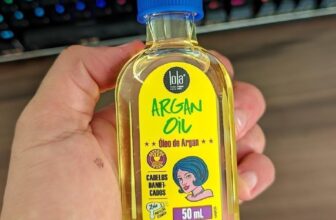 lola
ARGAN
OiL
Óleo de Argan
CABELOS
DANIFI-
CADOS
50 mL